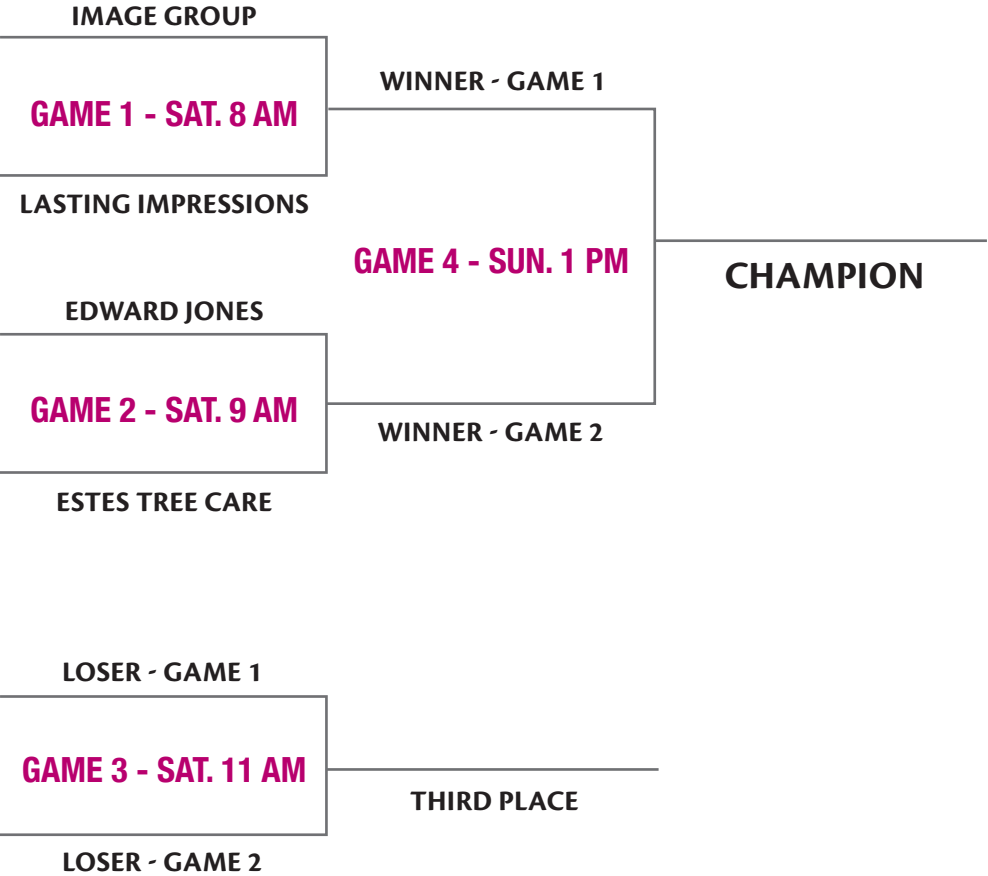 IMAGE GROUP
GAME 1 - SAT. 8 AM
LASTING IMPRESSIONS
WINNER - GAME 1
GAME 4 - SUN. 1 PM
CHAMPION
EDWARD JONES
GAME 2 - SAT. 9 AM
ESTES TREE CARE
WINNER - GAME 2
LOSER - GAME 1
GAME 3 - SAT. 11 AM
LOSER - GAME 2
THIRD PLACE